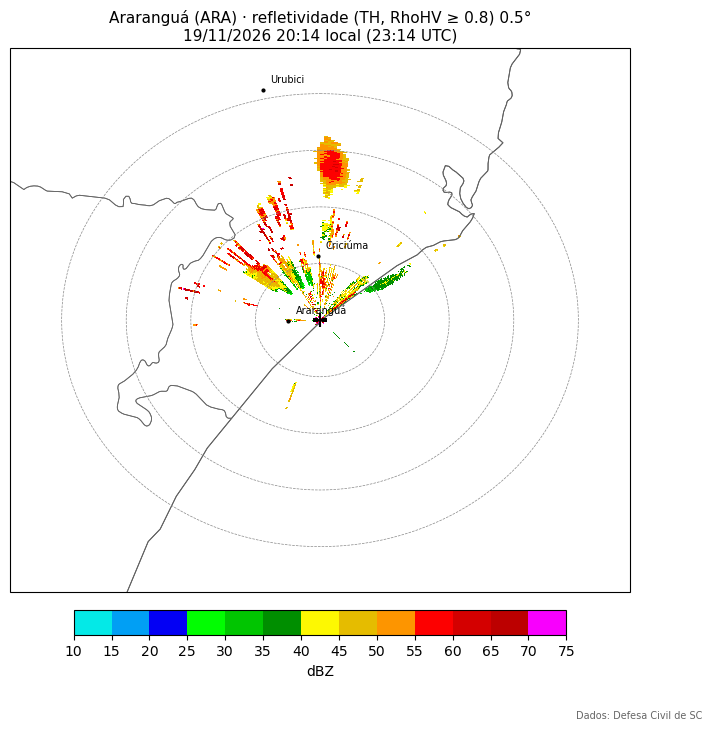 Araranguá (ARA) · refletividade (TH, RhoHV ≥ 0.8) 0.5°
19/11/2026 20:14 local (23:14 UTC)
Urubici
Criciúma
Araranguá
10 15 20 25 30 35 40 45 50 55 60 65 70 75
dBZ
Dados: Defesa Civil de SC